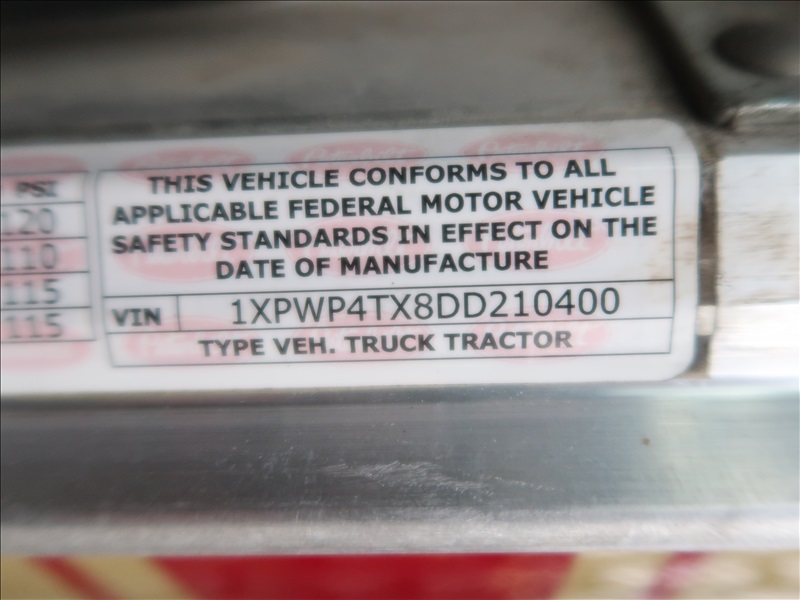 PSI
120
110
115
115
THIS VEHICLE CONFORMS TO ALL
APPLICABLE FEDERAL MOTOR VEHICLE
SAFETY STANDARDS IN EFFECT ON THE
DATE OF MANUFACTURE
VIN 1XPWP4TX8DD210400
TYPE VEH. TRUCK TRACTOR